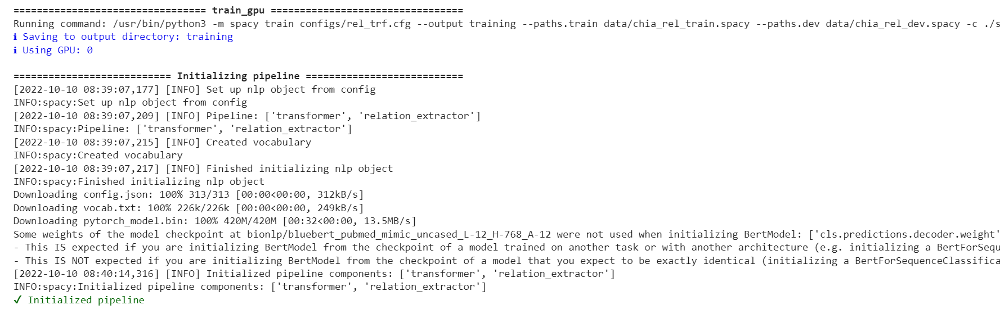 ================================= train_gpu =================================
Running command: /usr/bin/python3 -m spacy train configs/rel_trf.cfg --output training --paths.train data/chia_rel_train.spacy --paths.dev data/chia_rel_dev.spacy -c ./s
ℹ Saving to output directory: training
ℹ Using GPU: 0
=========================== Initializing pipeline ===========================
[2022-10-10 08:39:07,177] [INFO] Set up nlp object from config
INFO:spacy:Set up nlp object from config
[2022-10-10 08:39:07,209] [INFO] Pipeline: ['transformer', 'relation_extractor']
INFO:spacy:Pipeline: ['transformer', 'relation_extractor']
[2022-10-10 08:39:07,215] [INFO] Created vocabulary
INFO:spacy:Created vocabulary
[2022-10-10 08:39:07,217] [INFO] Finished initializing nlp object
INFO:spacy:Finished initializing nlp object
Downloading config.json: 100% 313/313 [00:00<00:00, 312kB/s]
Downloading vocab.txt: 100% 226k/226k [00:00<00:00, 249kB/s]
Downloading pytorch_model.bin: 100% 420M/420M [00:32<00:00, 13.5MB/s]
Some weights of the model checkpoint at bionlp/bluebert_pubmed_mimic_uncased_L-12_H-768_A-12 were not used when initializing BertModel: ['cls.predictions.decoder.weight'
- This IS expected if you are initializing BertModel from the checkpoint of a model trained on another task or with another architecture (e.g. initializing a BertForSequ
- This IS NOT expected if you are initializing BertModel from the checkpoint of a model that you expect to be exactly identical (initializing a BertForSequenceClassifica
[2022-10-10 08:40:14,316] [INFO] Initialized pipeline components: ['transformer', 'relation_extractor']
INFO:spacy:Initialized pipeline components: ['transformer', 'relation_extractor']
✔ Initialized pipeline